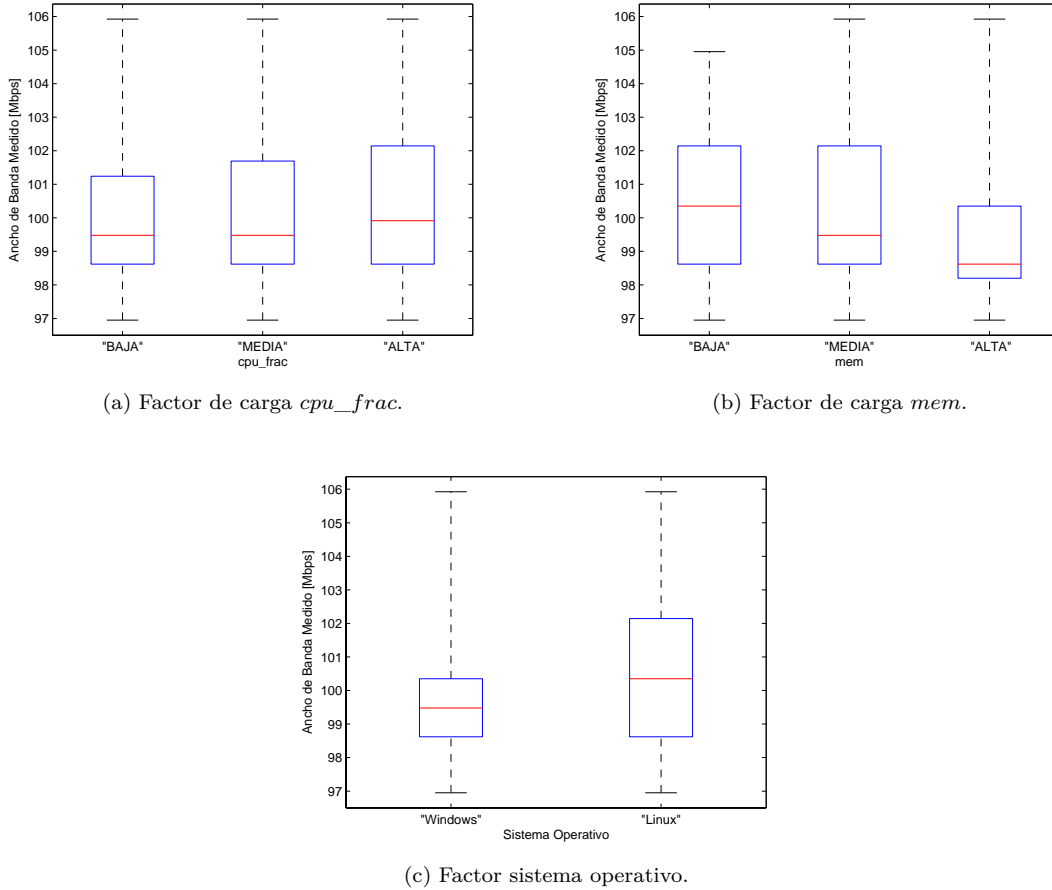 106
105
104
103
102
101
100
99
98
97
Ancho de Banda Medido [Mbps]
"BAJA" "MEDIA" "ALTA"
cpu_frac
(a) Factor de carga cpu_frac.
106
105
104
103
102
101
100
99
98
97
Ancho de Banda Medido [Mbps]
"BAJA" "MEDIA" "ALTA"
mem
(b) Factor de carga mem.
106
105
104
103
102
101
100
99
98
97
Ancho de Banda Medido [Mbps]
"Windows" "Linux"
Sistema Operativo
(c) Factor sistema operativo.